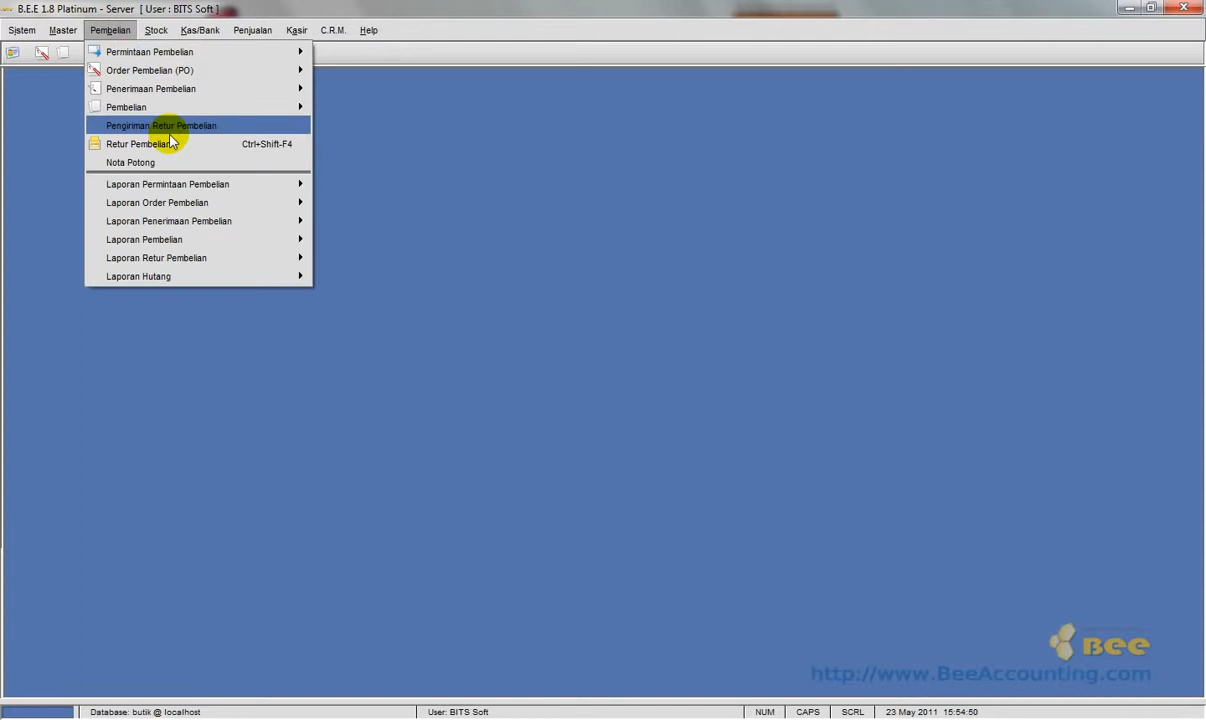 B.E.E 1.8 Platinum - Server [ User : BITS Soft ]
Sistem Master Pembelian Stock Kas/Bank Penjualan Kasir C.R.M. Help
Permintaan Pembelian
Order Pembelian (PO)
Penerimaan Pembelian
Pembelian
Pengiriman Retur Pembelian
Retur Pembelian Ctrl+Shift-F4
Nota Potong
Laporan Permintaan Pembelian
Laporan Order Pembelian
Laporan Penerimaan Pembelian
Laporan Pembelian
Laporan Retur Pembelian
Laporan Hutang
Bee
http://www.BeeAccounting.com
Database: butik @ localhost User: BITS Soft NUM CAPS SCRL 23 May 2011 15:54:50